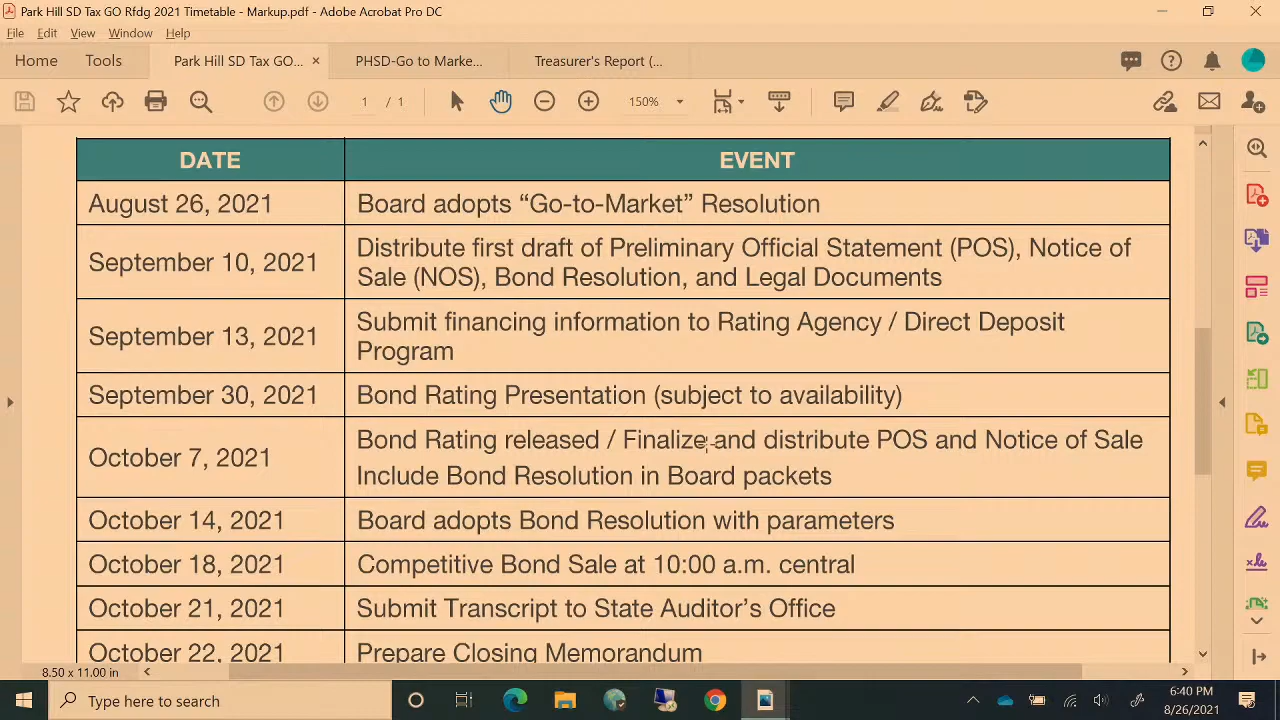 Park Hill SD Tax GO Rfdg 2021 Timetable - Markup.pdf - Adobe Acrobat Pro DC
File Edit View Window Help
Home Tools Park Hill SD Tax GO... × PHSD-Go to Marke... Treasurer's Report (...
1 / 1 150%
DATE EVENT
August 26, 2021 Board adopts “Go-to-Market” Resolution
September 10, 2021 Distribute first draft of Preliminary Official Statement (POS), Notice of
Sale (NOS), Bond Resolution, and Legal Documents
September 13, 2021 Submit financing information to Rating Agency / Direct Deposit
Program
September 30, 2021 Bond Rating Presentation (subject to availability)
October 7, 2021 Bond Rating released / Finalize and distribute POS and Notice of Sale
Include Bond Resolution in Board packets
October 14, 2021 Board adopts Bond Resolution with parameters
October 18, 2021 Competitive Bond Sale at 10:00 a.m. central
October 21, 2021 Submit Transcript to State Auditor’s Office
October 22, 2021 Prepare Closing Memorandum
8.50 x 11.00 in
Type here to search
6:40 PM
8/26/2021